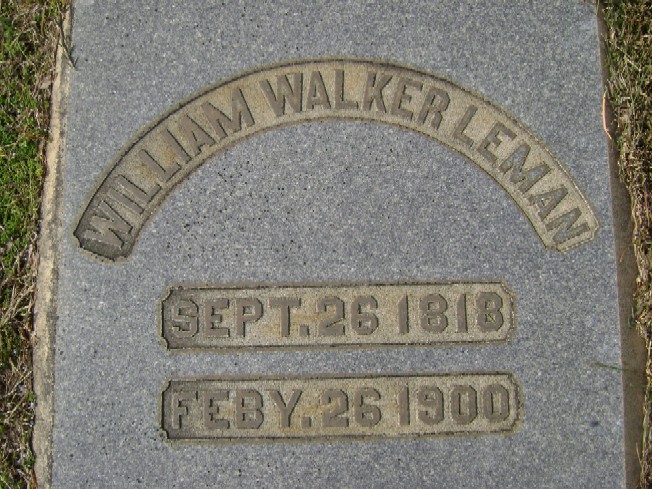 WILLIAM WALKER LEMAN
SEPT. 26 1818
FEBY. 26 1900